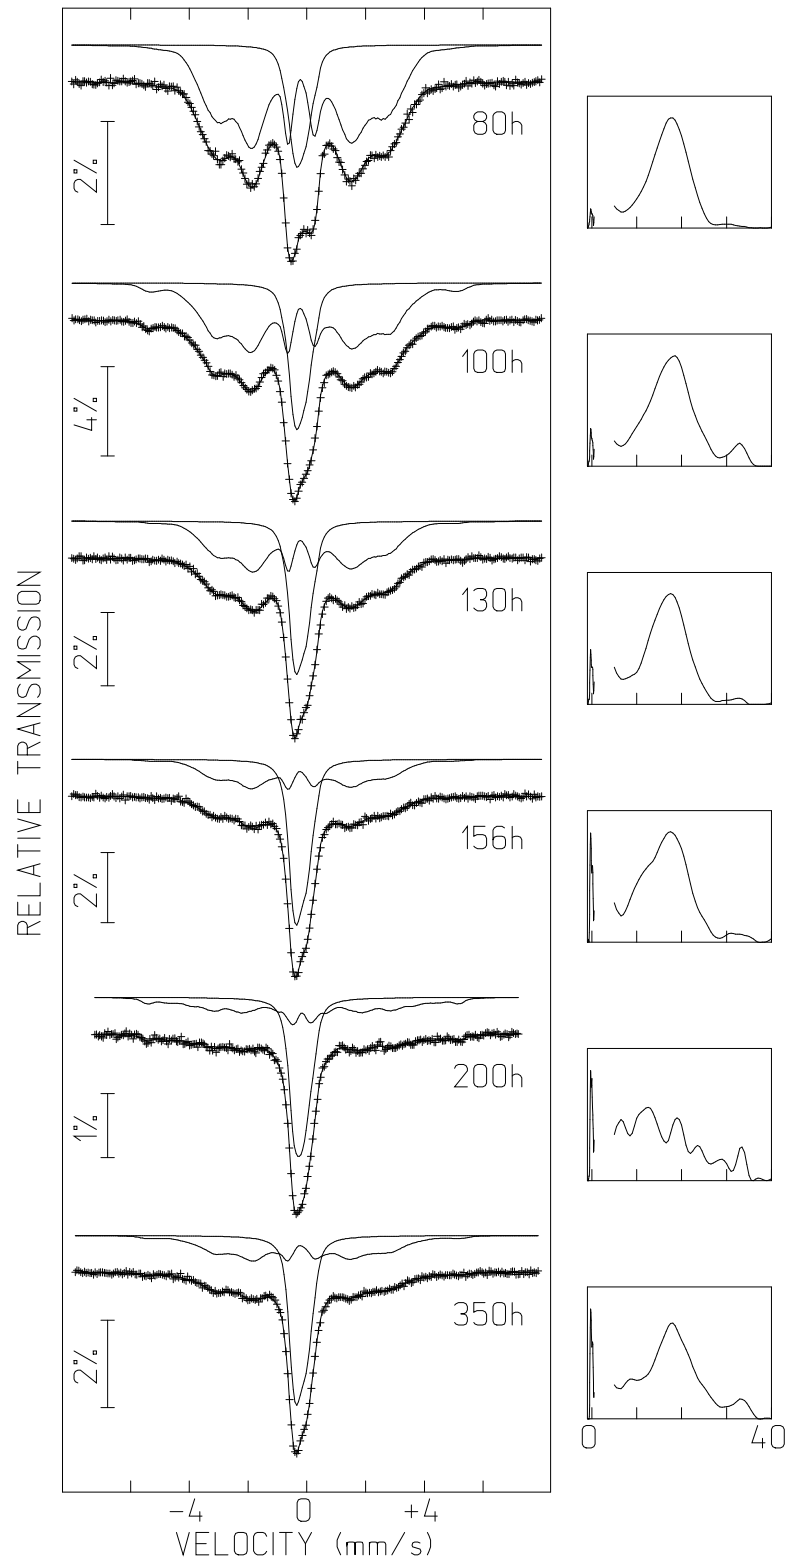 80h
2%
100h
4%
130h
2%
RELATIVE TRANSMISSION
156h
2%
200h
1%
350h
2%
0 40
-4 0 +4
VELOCITY (mm/s)